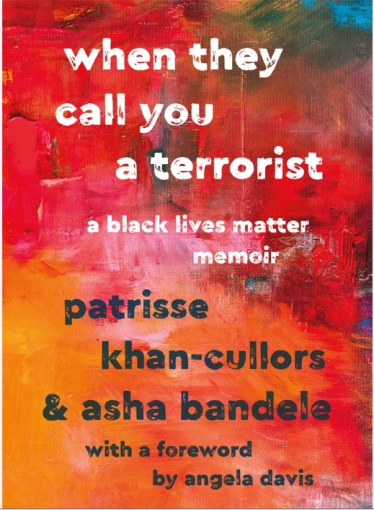 when they
call you
a terrorist
a black lives matter
memoir
patrisse
khan-cullors
& asha bandele
with a foreword
by angela davis